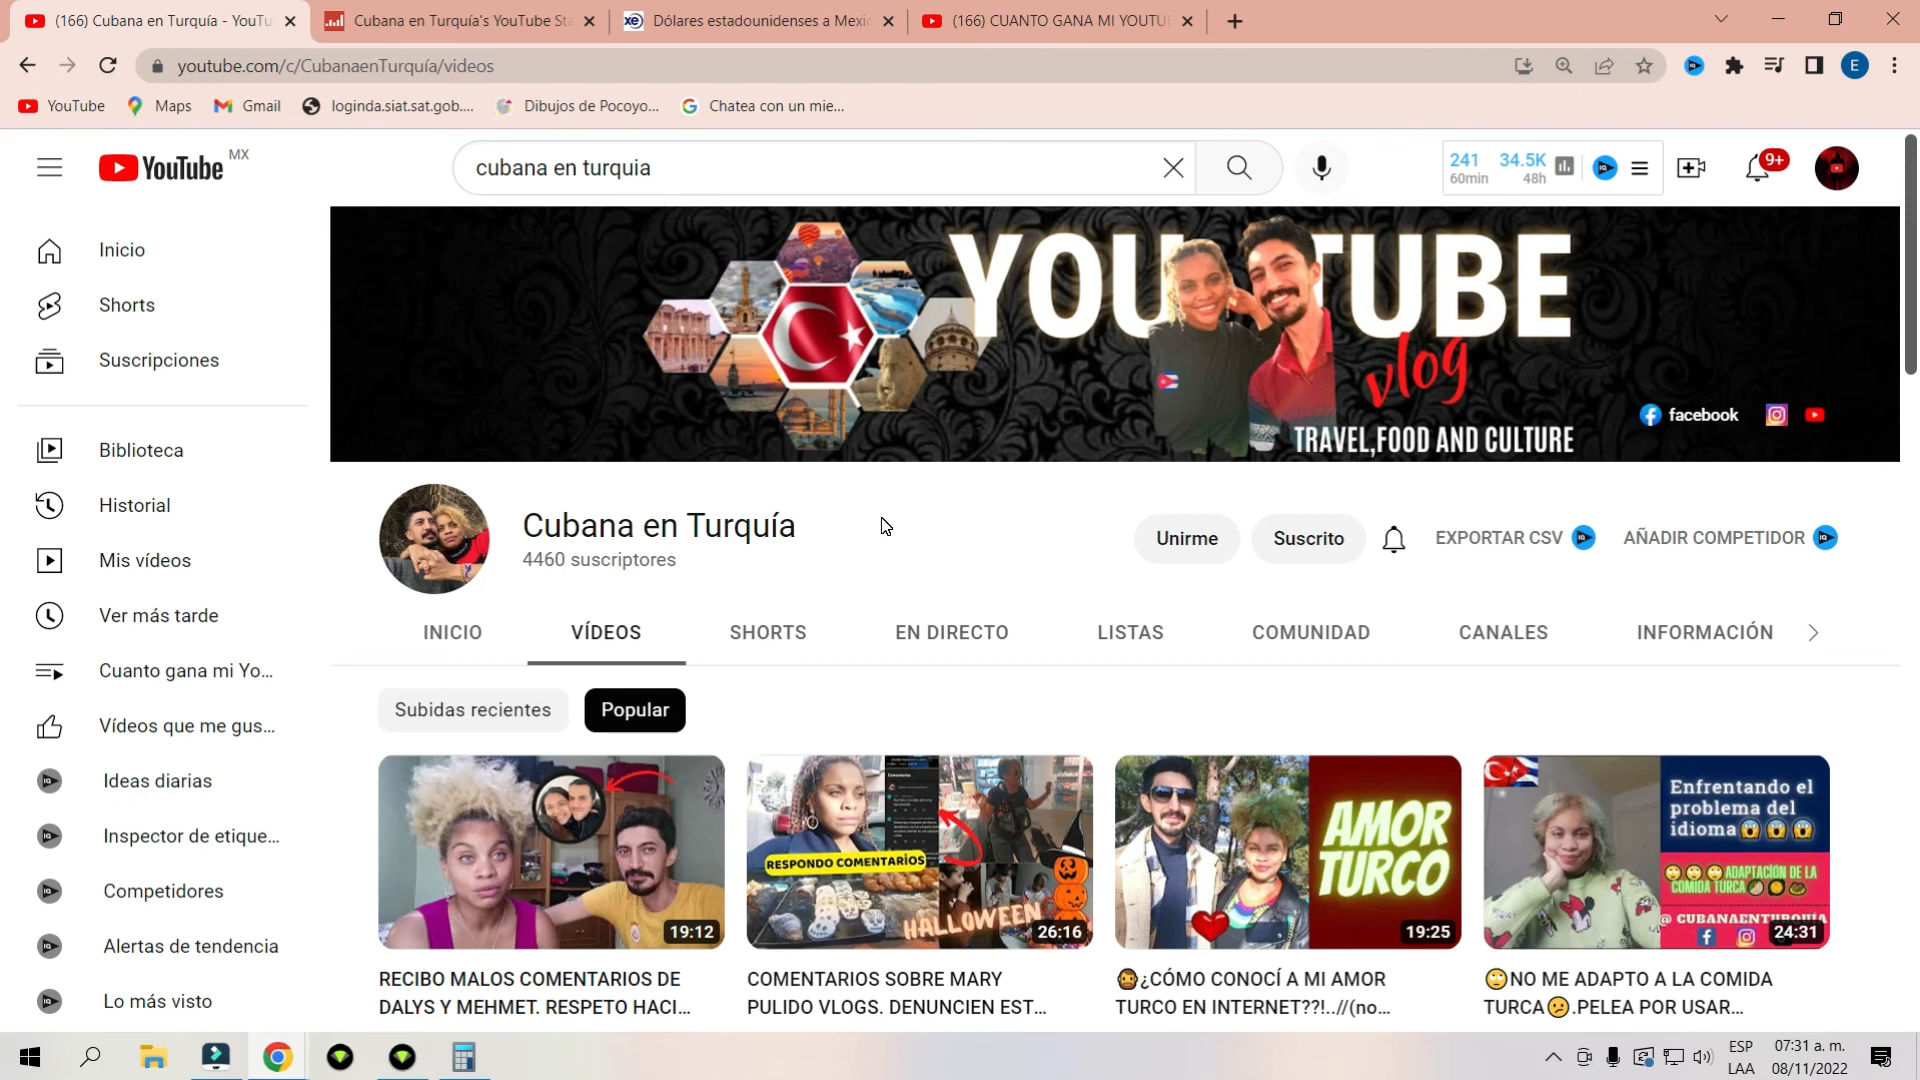 (166) Cubana en Turquía - YouTu
Cubana en Turquía's YouTube Sta
Dólares estadounidenses a Mexic
(166) CUANTO GANA MI YOUTU
youtube.com/c/CubanaenTurquía/videos
E
YouTube
Maps
Gmail
loginda.siat.sat.gob....
Dibujos de Pocoyo...
Chatea con un mie...
YouTube MX
cubana en turquia
241
60min
34.5K
48h
9+
Inicio
Shorts
Suscripciones
Biblioteca
Historial
Mis vídeos
Ver más tarde
Cuanto gana mi Yo...
Vídeos que me gus...
Ideas diarias
Inspector de etique...
Competidores
Alertas de tendencia
Lo más visto
YOUTUBE
vlog
TRAVEL,FOOD AND CULTURE
facebook
Cubana en Turquía
4460 suscriptores
Unirme
Suscrito
EXPORTAR CSV
AÑADIR COMPETIDOR
INICIO
VÍDEOS
SHORTS
EN DIRECTO
LISTAS
COMUNIDAD
CANALES
INFORMACIÓN
Subidas recientes
Popular
19:12
RESPONDO COMENTARÍOS
HALLOWEEN
26:16
AMOR
TURCO
19:25
Enfrentando el
problema del
idioma😱😱😱
ADAPTACIÓN DE LA
COMIDA TURCA
@ CUBANAENTURQUÍA
24:31
RECIBO MALOS COMENTARIOS DE
DALYS Y MEHMET. RESPETO HACI...
COMENTARIOS SOBRE MARY
PULIDO VLOGS. DENUNCIEN EST...
🧔¿CÓMO CONOCÍ A MI AMOR
TURCO EN INTERNET??!..//(no...
🙄NO ME ADAPTO A LA COMIDA
TURCA😕.PELEA POR USAR...
ESP
LAA
07:31 a. m.
08/11/2022